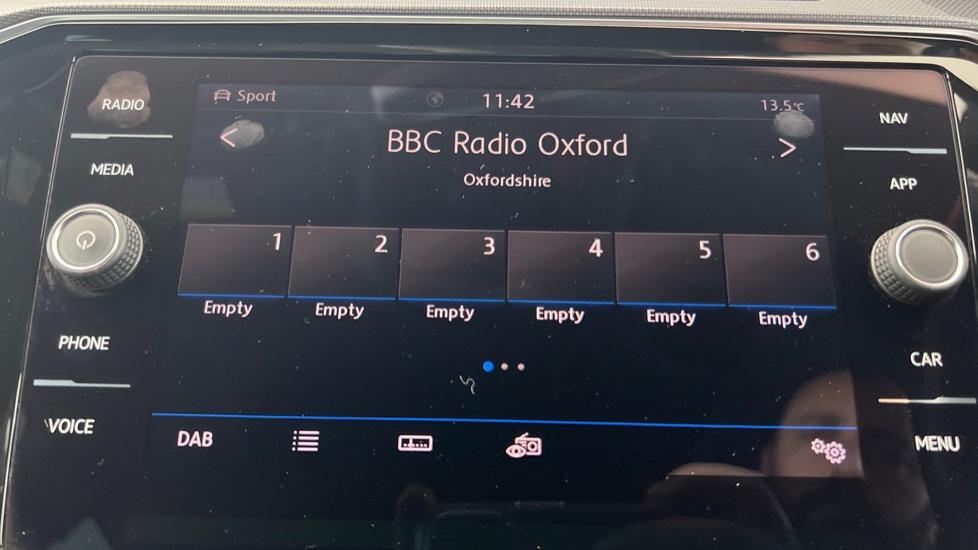 RADIO
MEDIA
PHONE
VOICE
Sport 11:42 13.5°C
< BBC Radio Oxford >
Oxfordshire
1 2 3 4 5 6
Empty Empty Empty Empty Empty Empty
DAB
NAV
APP
CAR
MENU